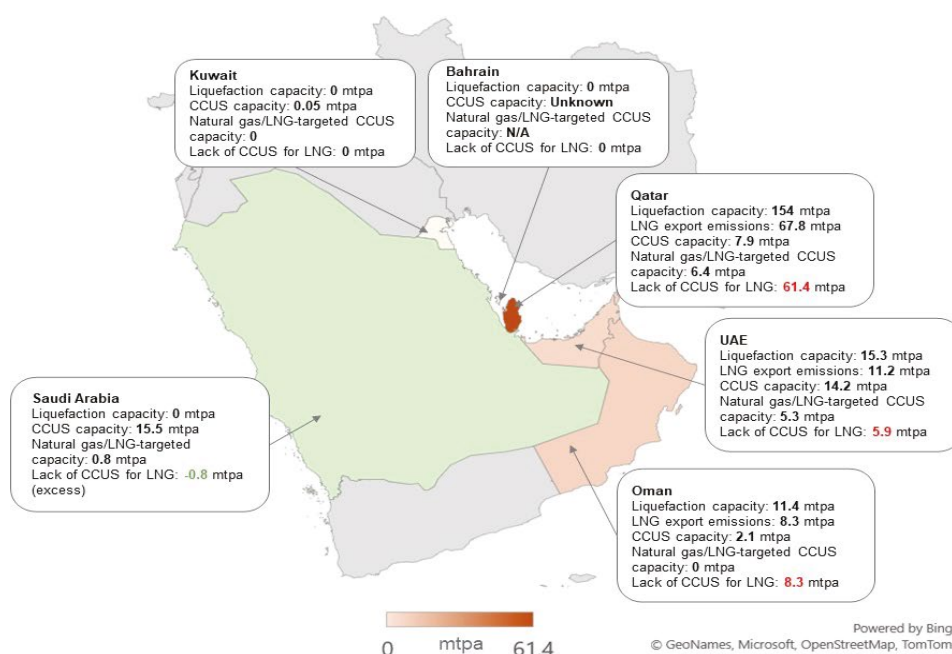 Kuwait
Liquefaction capacity: 0 mtpa
CCUS capacity: 0.05 mtpa
Natural gas/LNG-targeted CCUS
capacity: 0
Lack of CCUS for LNG: 0 mtpa
Bahrain
Liquefaction capacity: 0 mtpa
CCUS capacity: Unknown
Natural gas/LNG-targeted CCUS
capacity: N/A
Lack of CCUS for LNG: 0 mtpa
Qatar
Liquefaction capacity: 154 mtpa
LNG export emissions: 67.8 mtpa
CCUS capacity: 7.9 mtpa
Natural gas/LNG-targeted CCUS
capacity: 6.4 mtpa
Lack of CCUS for LNG: 61.4 mtpa
UAE
Liquefaction capacity: 15.3 mtpa
LNG export emissions: 11.2 mtpa
CCUS capacity: 14.2 mtpa
Natural gas/LNG-targeted CCUS
capacity: 5.3 mtpa
Lack of CCUS for LNG: 5.9 mtpa
Saudi Arabia
Liquefaction capacity: 0 mtpa
CCUS capacity: 15.5 mtpa
Natural gas/LNG-targeted
capacity: 0.8 mtpa
Lack of CCUS for LNG: -0.8 mtpa
(excess)
Oman
Liquefaction capacity: 11.4 mtpa
LNG export emissions: 8.3 mtpa
CCUS capacity: 2.1 mtpa
Natural gas/LNG-targeted CCUS
capacity: 0 mtpa
Lack of CCUS for LNG: 8.3 mtpa
0 mtpa 61.4
Powered by Bing
© GeoNames, Microsoft, OpenStreetMap, TomTom